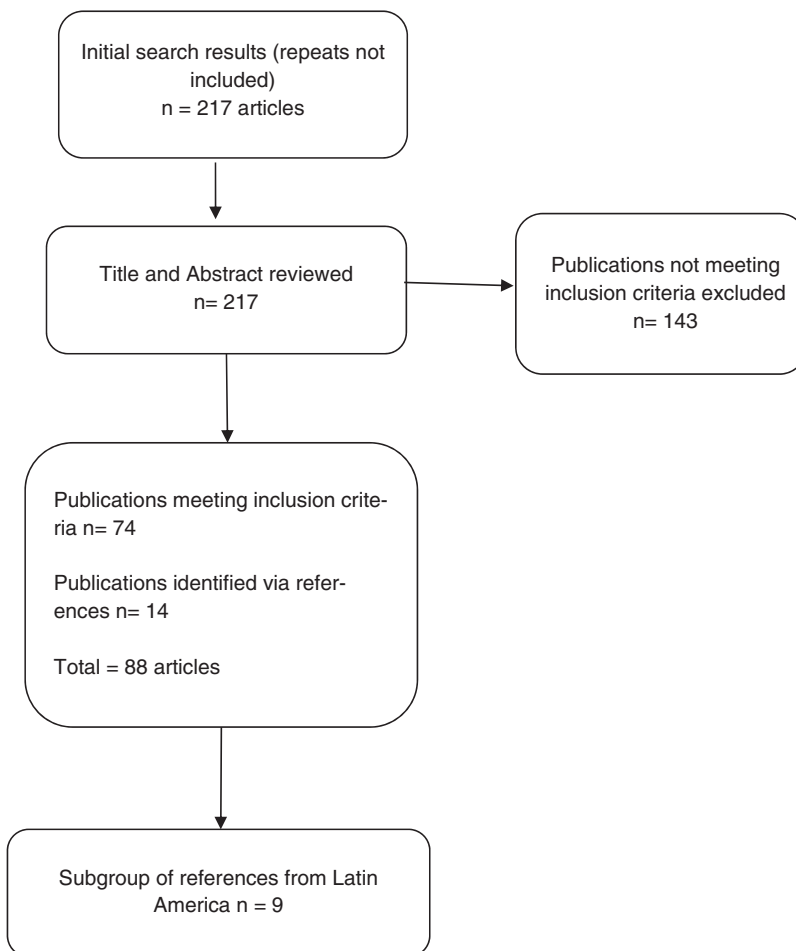 Initial search results (repeats not
included)
n = 217 articles
Title and Abstract reviewed
n= 217
Publications not meeting
inclusion criteria excluded
n= 143
Publications meeting inclusion crite-
ria n= 74
Publications identified via refer-
ences n= 14
Total = 88 articles
Subgroup of references from Latin
America n = 9